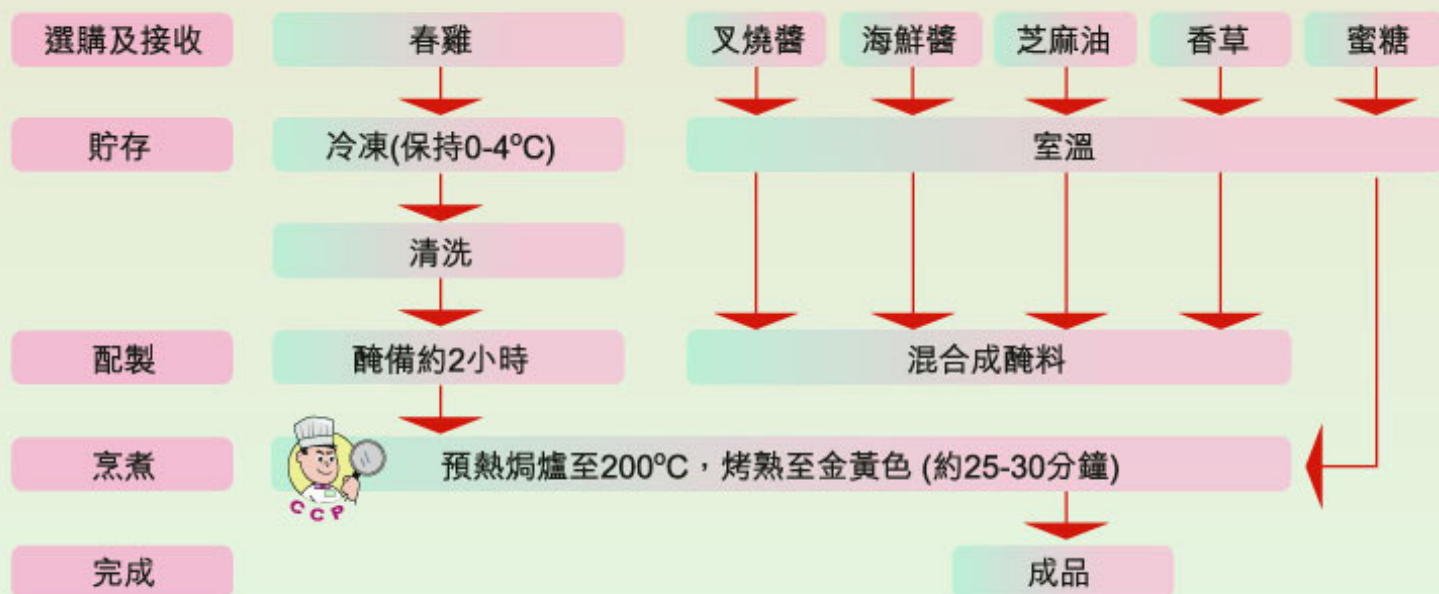 選購及接收
春雞
叉燒醬
海鮮醬
芝麻油
香草
蜜糖
貯存
冷凍(保持0-4ºC)
室溫
清洗
配製
醃備約2小時
混合成醃料
烹煮
CCP
預熱焗爐至200ºC，烤熟至金黃色 (約25-30分鐘)
完成
成品